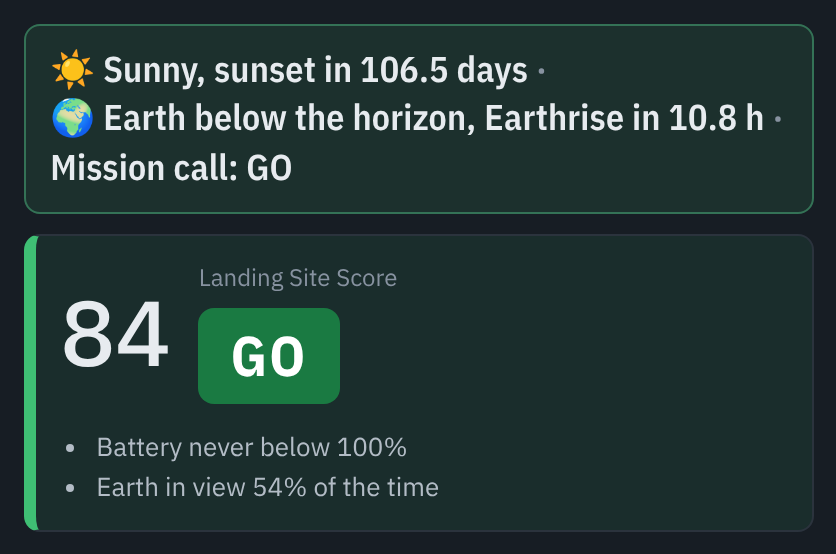 ☀️ Sunny, sunset in 106.5 days ·
🌍 Earth below the horizon, Earthrise in 10.8 h ·
Mission call: GO
Landing Site Score
84
GO
• Battery never below 100%
• Earth in view 54% of the time